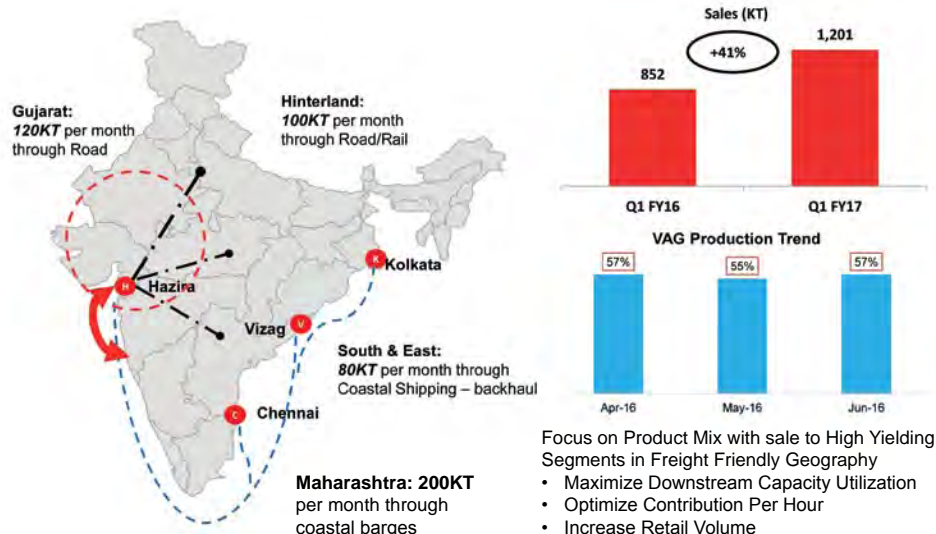 Gujarat:
120KT per month
through Road
Hinterland:
100KT per month
through Road/Rail
H
Hazira
K
Kolkata
V
Vizag
C
Chennai
South & East:
80KT per month through
Coastal Shipping – backhaul
Maharashtra: 200KT
per month through
coastal barges
Sales (KT)
+41%
852
1,201
Q1 FY16
Q1 FY17
VAG Production Trend
57%
55%
57%
Apr-16
May-16
Jun-16
Focus on Product Mix with sale to High Yielding
Segments in Freight Friendly Geography
• Maximize Downstream Capacity Utilization
• Optimize Contribution Per Hour
• Increase Retail Volume